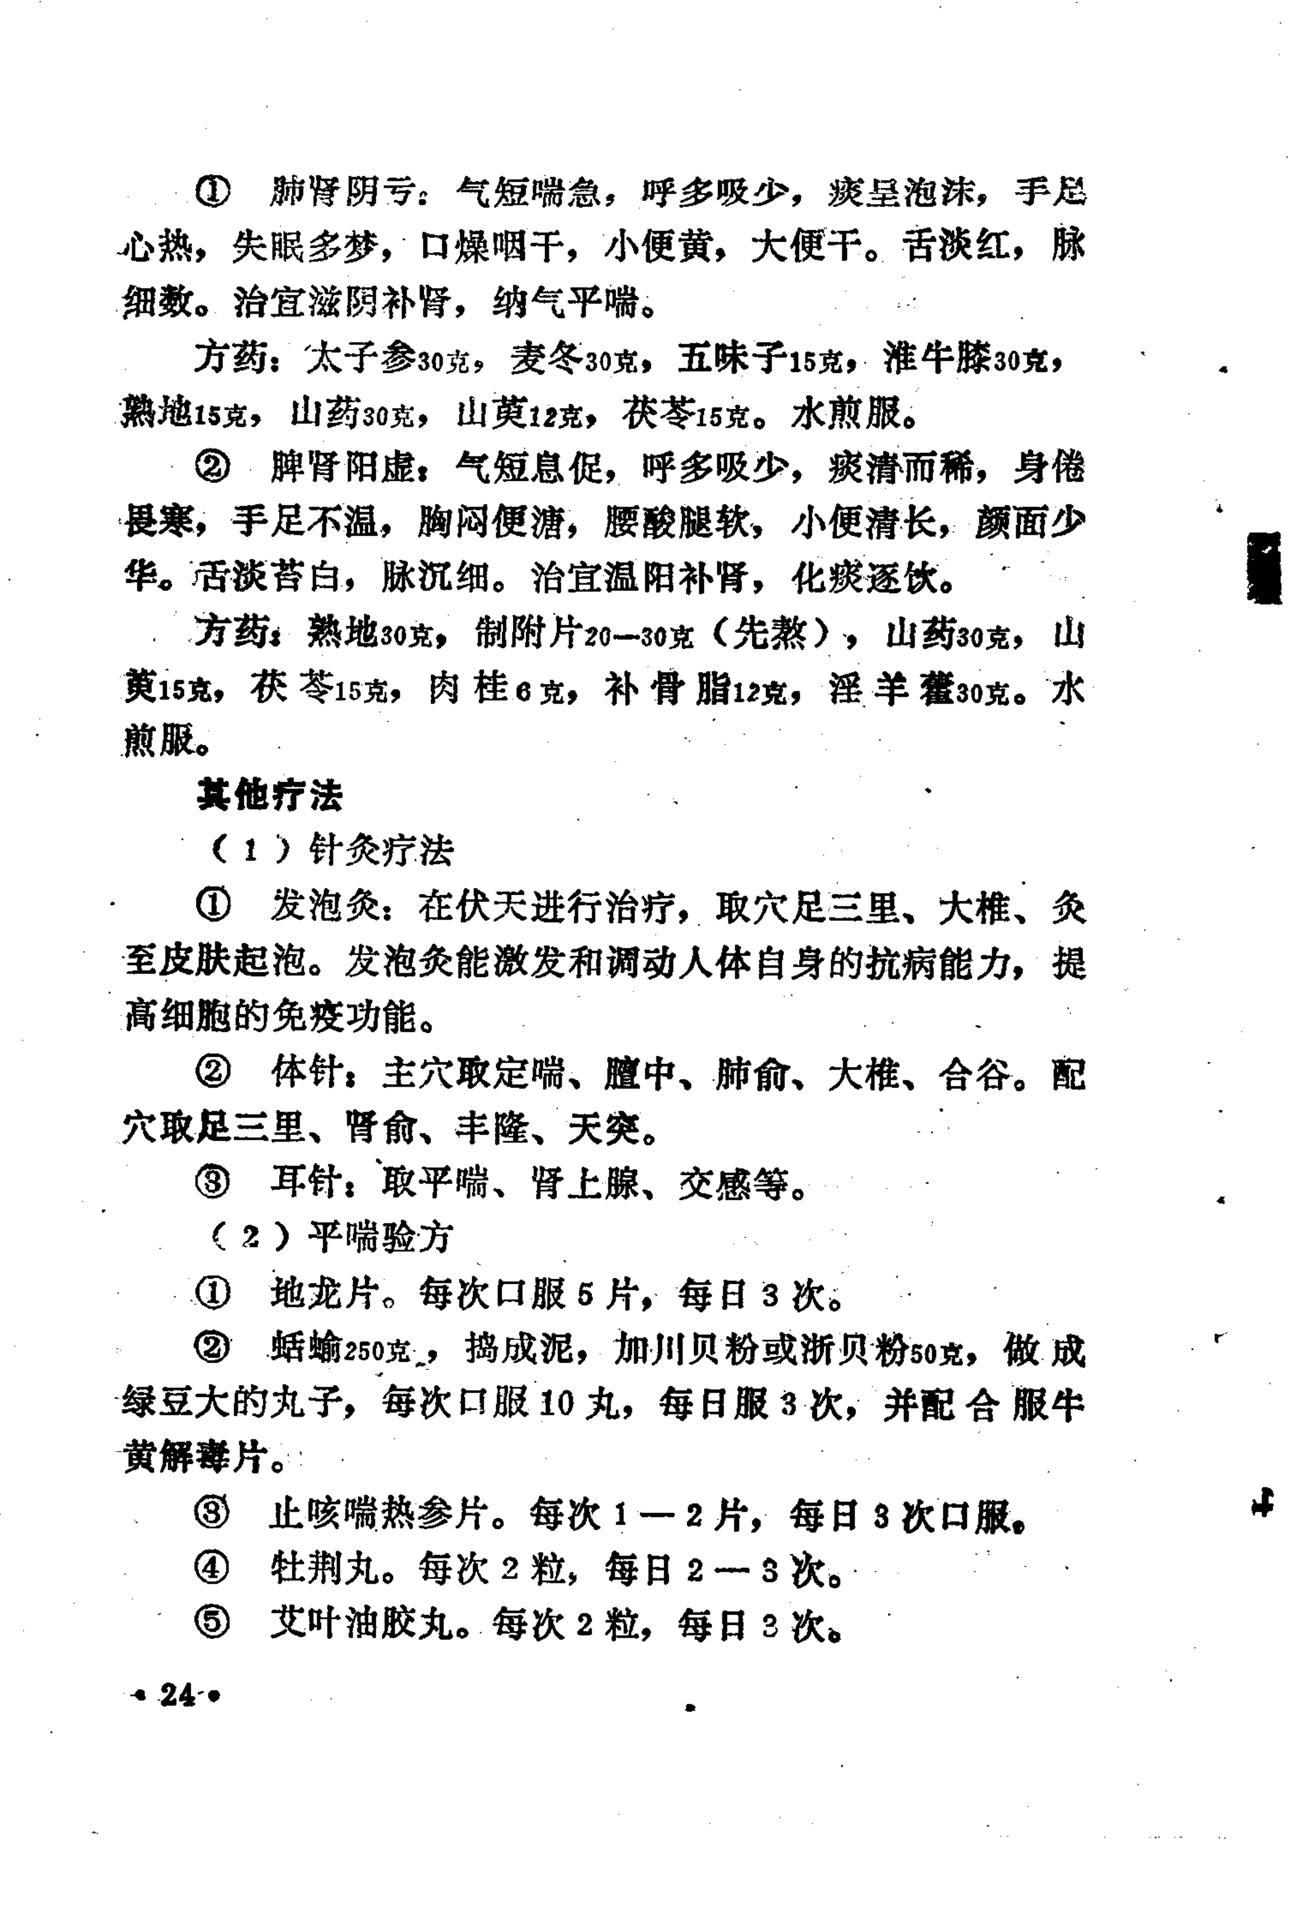 ① 肺肾阴亏：气短喘急，呼多吸少，痰呈泡沫，手足
心热，失眠多梦，口燥咽干，小便黄，大便干。舌淡红，脉
细数。治宜滋阴补肾，纳气平喘。
方药：太子参30克，麦冬30克，五味子15克，淮牛膝30克，
熟地15克，山药30克，山萸12克，茯苓15克。水煎服。
② 脾肾阳虚：气短息促，呼多吸少，痰清而稀，身倦
畏寒，手足不温，胸闷便溏，腰酸腿软，小便清长，颜面少
华。舌淡苔白，脉沉细。治宜温阳补肾，化痰逐饮。
方药：熟地30克，制附片20—30克（先熬），山药30克，山
萸15克，茯苓15克，肉桂6克，补骨脂12克，淫羊藿30克。水
煎服。
其他疗法
（1）针灸疗法
① 发泡灸：在伏天进行治疗，取穴足三里、大椎、灸
至皮肤起泡。发泡灸能激发和调动人体自身的抗病能力，提
高细胞的免疫功能。
② 体针：主穴取定喘、膻中、肺俞、大椎、合谷。配
穴取足三里、肾俞、丰隆、天突。
③ 耳针：取平喘、肾上腺、交感等。
（2）平喘验方
① 地龙片。每次口服5片，每日3次。
② 蛞蝓250克，捣成泥，加川贝粉或浙贝粉50克，做成
绿豆大的丸子，每次口服10丸，每日服3次，并配合服牛
黄解毒片。
③ 止咳喘热参片。每次1—2片，每日3次口服。
④ 牡荆丸。每次2粒，每日2—3次。
⑤ 艾叶油胶丸。每次2粒，每日3次。
•24•